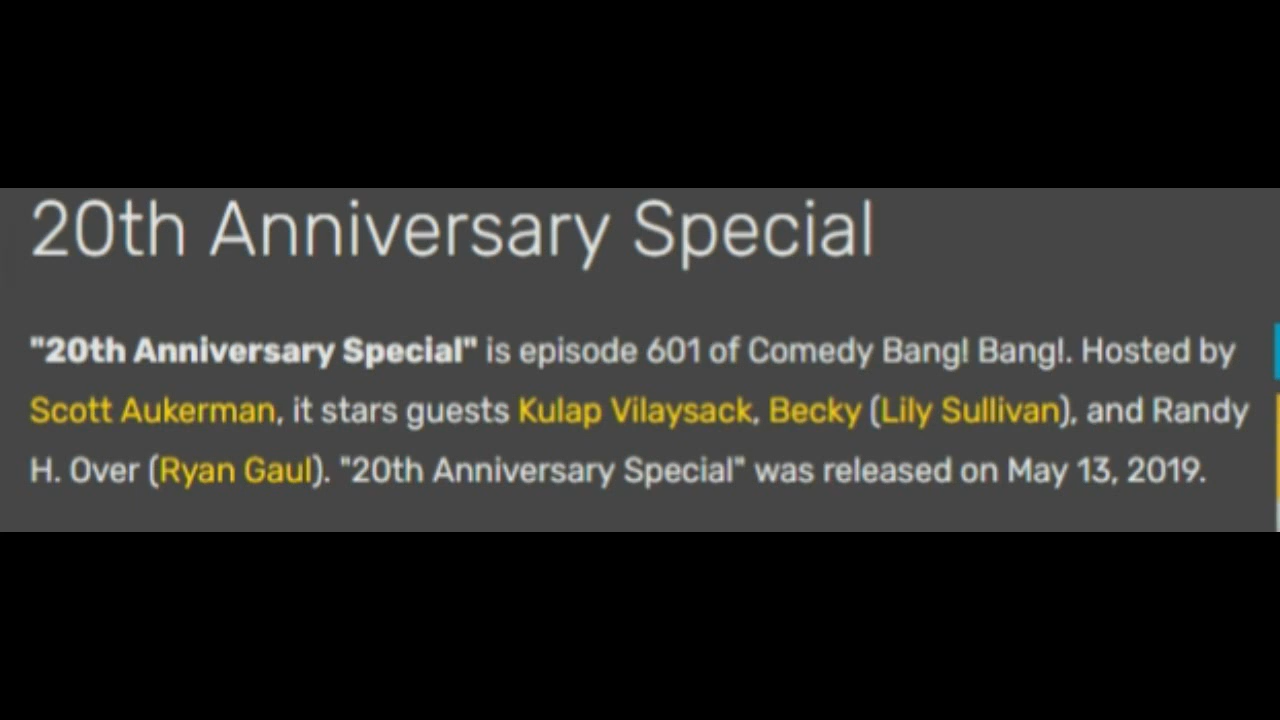 20th Anniversary Special
"20th Anniversary Special" is episode 601 of Comedy Bang! Bang!. Hosted by
Scott Aukerman, it stars guests Kulap Vilaysack, Becky (Lily Sullivan), and Randy
H. Over (Ryan Gaul). "20th Anniversary Special" was released on May 13, 2019.